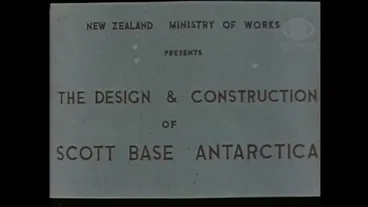 NEW ZEALAND MINISTRY OF WORKS
PRESENTS
THE DESIGN & CONSTRUCTION
OF
SCOTT BASE ANTARCTICA